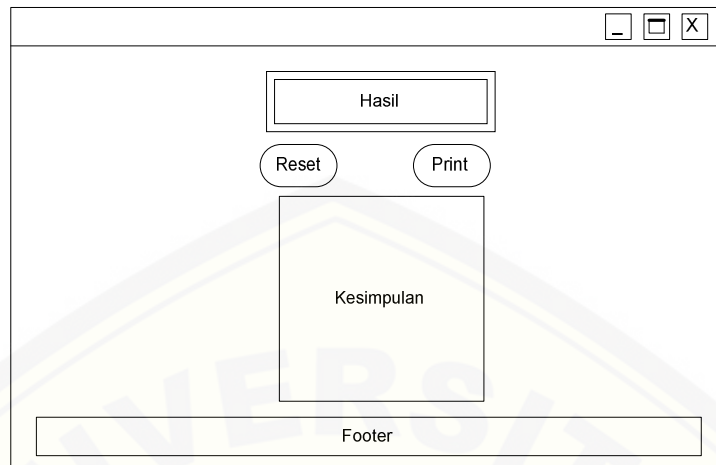 _ X
Hasil
Reset Print
Kesimpulan
Footer